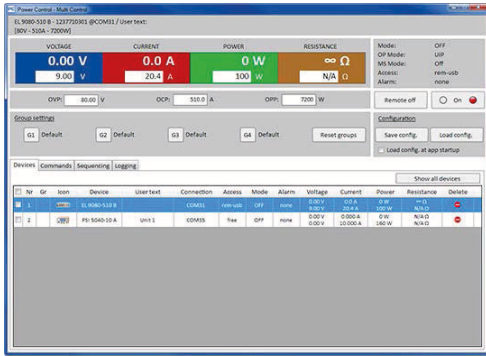 Power Control - Multi Control
EL 9080-510 B - 1237710301 @COM31 / User text:
[80V - 510A - 7200W]
VOLTAGE CURRENT POWER RESISTANCE
0.00 V 0.0 A 0 W ∞ Ω
9.00 V 20.4 A 100 W N/A Ω
Mode: OFF
OP Mode: UIP
MS Mode: Off
Access: rem-usb
Alarm: none
OVP: 80.00 V OCP: 510.0 A OPP: 7200 W
Remote off On
Group settings
G1 Default G2 Default G3 Default G4 Default Reset groups
Configuration
Save config. Load config.
Load config. at app startup
Devices Commands Sequencing Logging
Show all devices
Nr Gr Icon Device User text Connection Access Mode Alarm Voltage Current Power Resistance Delete
1 EL 9080-510 B COM31 rem-usb OFF none 0.00 V 0.0 A 0 W ∞ Ω
9.00 V 20.4 A 100 W N/A Ω
2 PSI 5040-10 A Unit 1 COM35 free OFF none 0.00 V 0.000 A 0 W N/A Ω
0.00 V 10.000 A 160 W N/A Ω